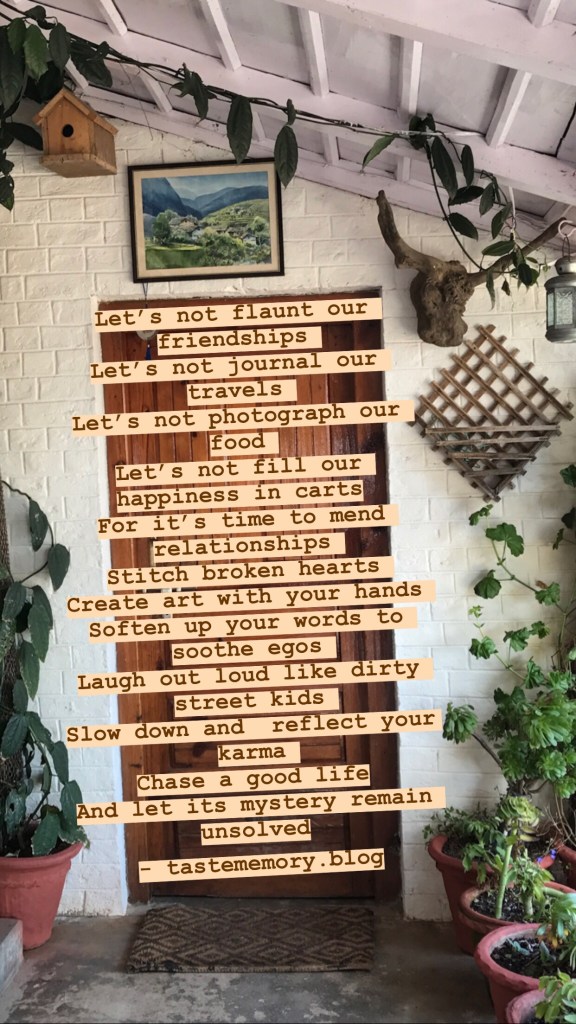 Let's not flaunt our
friendships
Let's not journal our
travels
Let's not photograph our
food
Let's not fill our
happiness in carts
For it's time to mend
relationships
Stitch broken hearts
Create art with your hands
Soften up your words to
soothe egos
Laugh out loud like dirty
street kids
Slow down and  reflect your
karma
Chase a good life
And let its mystery remain
unsolved
- tastememory.blog